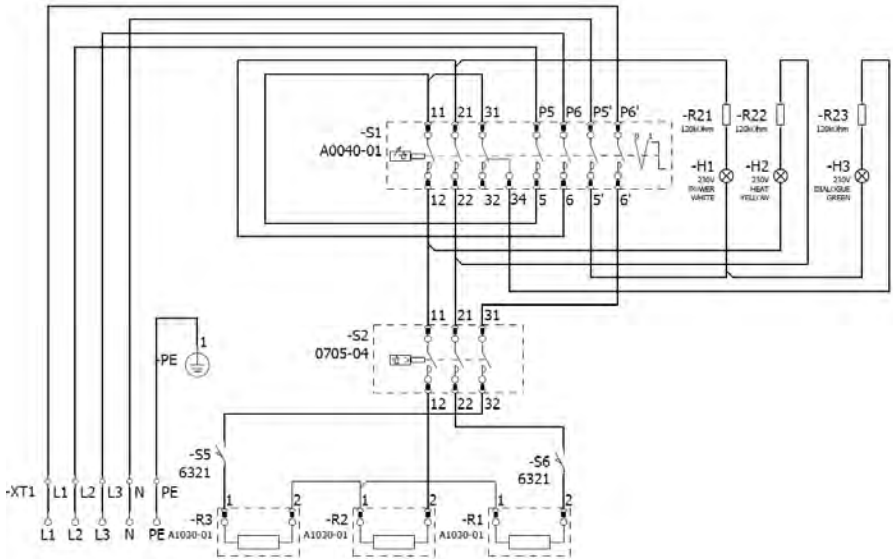 11 21 31 P5 P6 P5' P6'
-S1
A0040-01
12 22 32 34 5 6 5' 6'
-R21
120kOhm
-R22
120kOhm
-R23
120kOhm
-H1
230V
POWER
WHITE
-H2
230V
HEAT
YELLOW
-H3
230V
DIALOGUE
GREEN
11 21 31
-S2
0705-04
12 22 32
1
-PE
-S5
6321
-S6
6321
-XT1 L1 L2 L3 N PE
L1 L2 L3 N PE
1 2
-R3
A1030-01
1 2
-R2
A1030-01
1 2
-R1
A1030-01